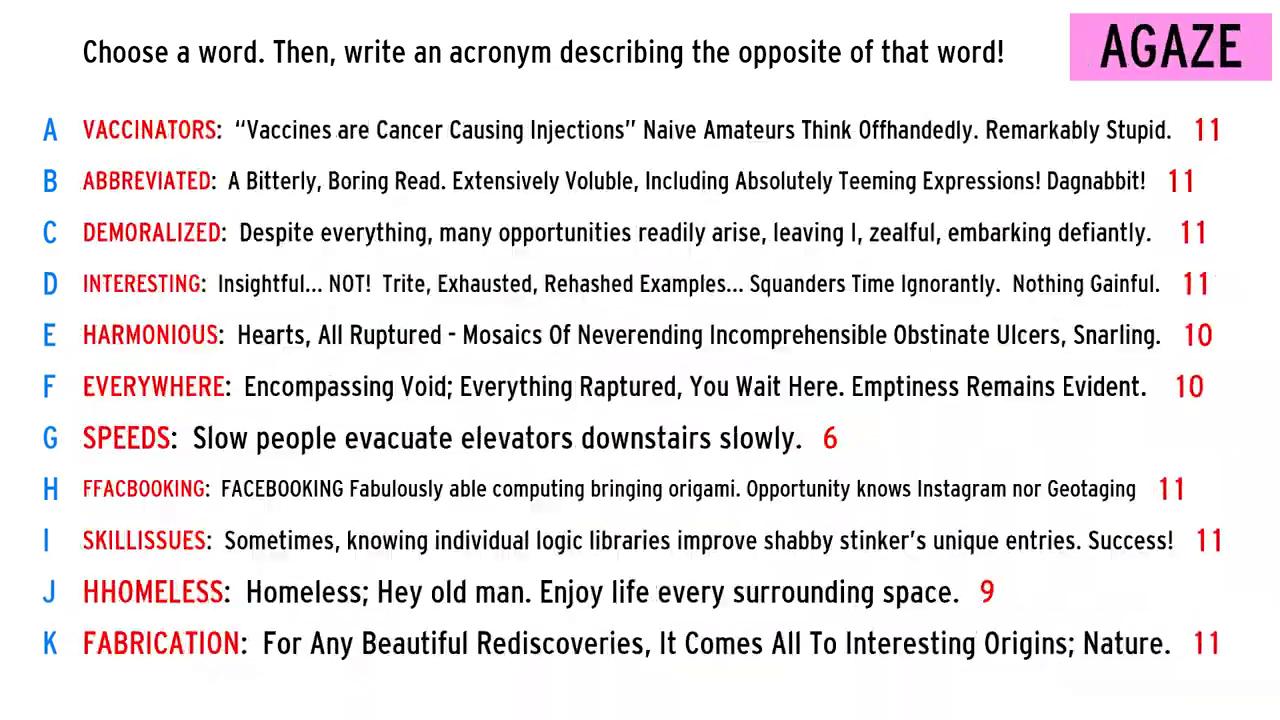 Choose a word. Then, write an acronym describing the opposite of that word!
AGAZE
A VACCINATORS: “Vaccines are Cancer Causing Injections” Naive Amateurs Think Offhandedly. Remarkably Stupid. 11
B ABBREVIATED: A Bitterly, Boring Read. Extensively Voluble, Including Absolutely Teeming Expressions! Dagnabbit! 11
C DEMORALIZED: Despite everything, many opportunities readily arise, leaving I, zealful, embarking defiantly. 11
D INTERESTING: Insightful... NOT! Trite, Exhausted, Rehashed Examples... Squanders Time Ignorantly. Nothing Gainful. 11
E HARMONIOUS: Hearts, All Ruptured - Mosaics Of Neverending Incomprehensible Obstinate Ulcers, Snarling. 10
F EVERYWHERE: Encompassing Void; Everything Raptured, You Wait Here. Emptiness Remains Evident. 10
G SPEEDS: Slow people evacuate elevators downstairs slowly. 6
H FFACBOOKING: FACEBOOKING Fabulously able computing bringing origami. Opportunity knows Instagram nor Geotaging 11
I SKILLISSUES: Sometimes, knowing individual logic libraries improve shabby stinker’s unique entries. Success! 11
J HHOMELESS: Homeless; Hey old man. Enjoy life every surrounding space. 9
K FABRICATION: For Any Beautiful Rediscoveries, It Comes All To Interesting Origins; Nature. 11